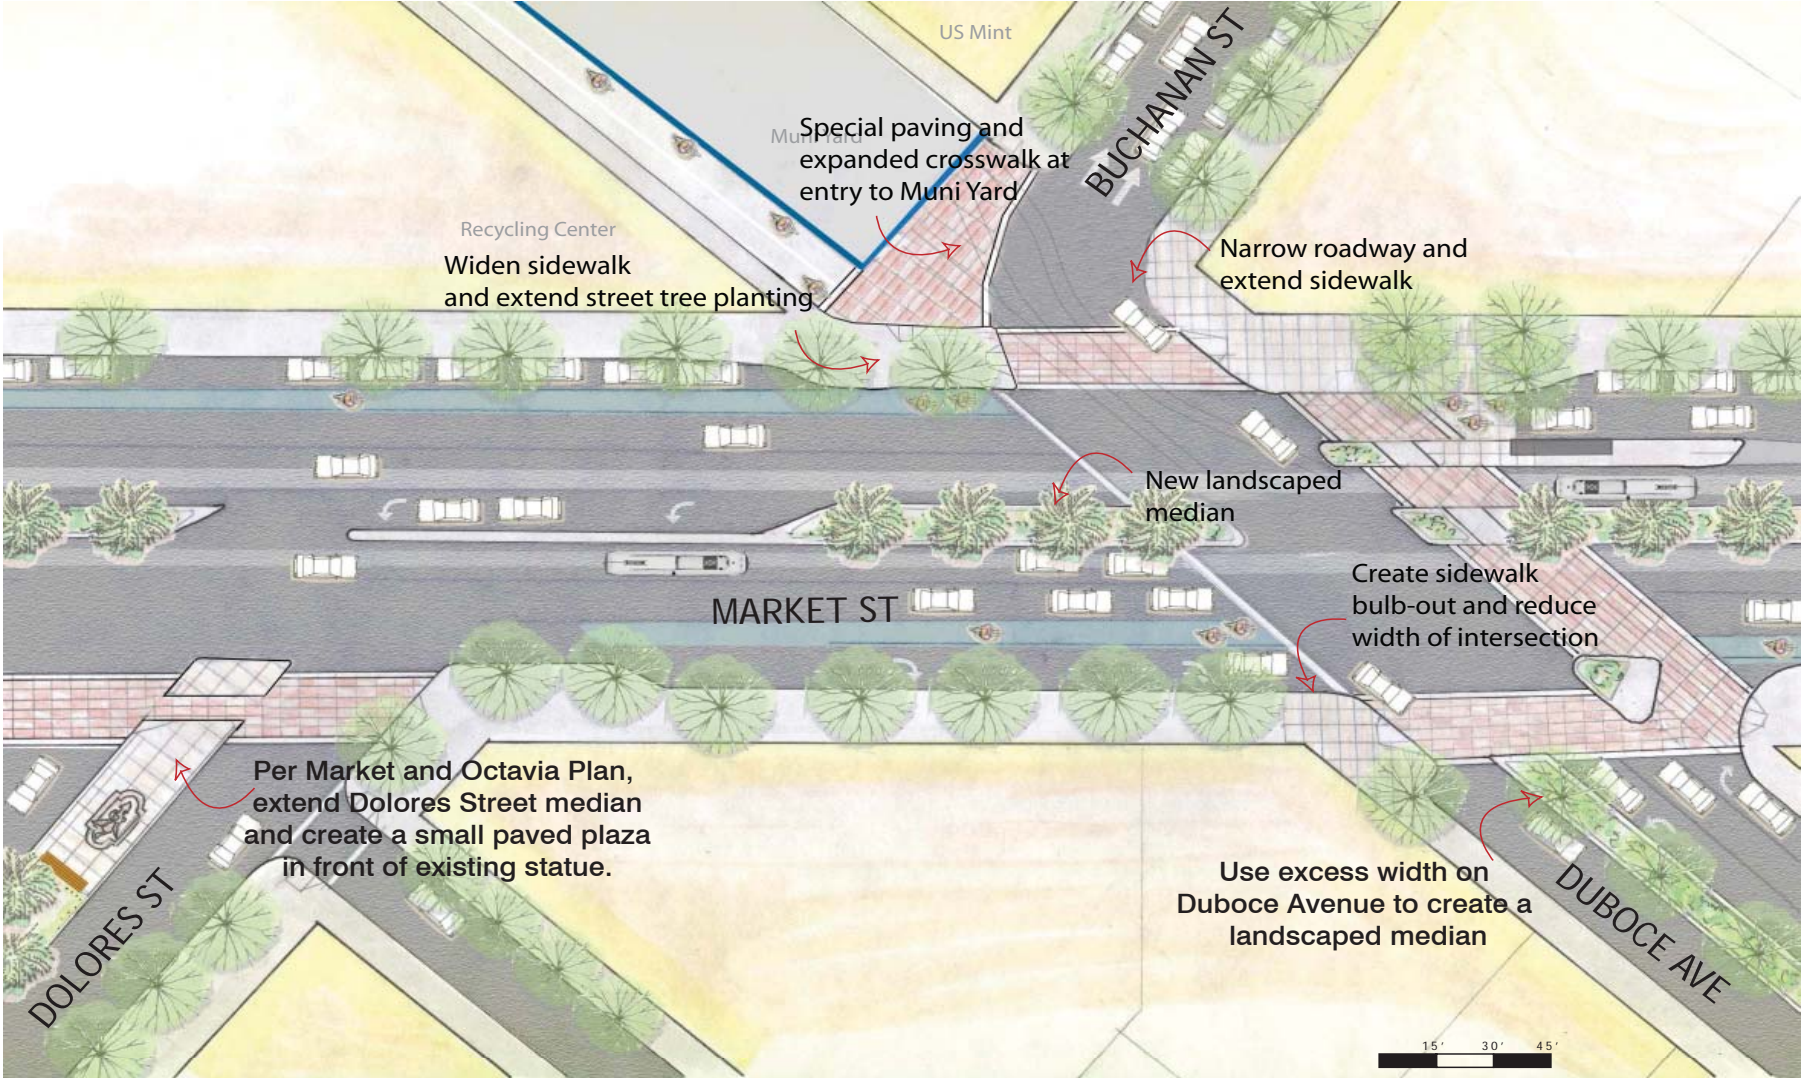 US Mint
BUCHANAN ST
Muni Yard
Special paving and
expanded crosswalk at
entry to Muni Yard
Recycling Center
Widen sidewalk
and extend street tree planting
Narrow roadway and
extend sidewalk
New landscaped
median
Create sidewalk
bulb-out and reduce
width of intersection
MARKET ST
Per Market and Octavia Plan,
extend Dolores Street median
and create a small paved plaza
in front of existing statue.
DOLORES ST
Use excess width on
Duboce Avenue to create a
landscaped median
DUBOCE AVE
15' 30' 45'